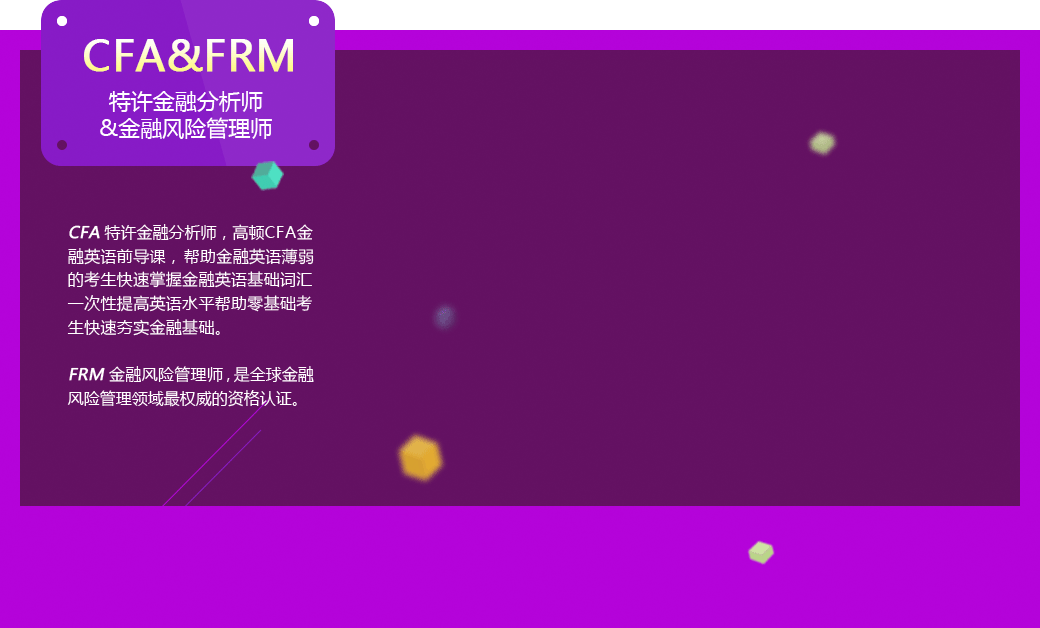 CFA&FRM
特许金融分析师
&金融风险管理师
CFA 特许金融分析师，高顿CFA金
融英语前导课，帮助金融英语薄弱
的考生快速掌握金融英语基础词汇
一次性提高英语水平帮助零基础考
生快速夯实金融基础。
FRM 金融风险管理师，是全球金融
风险管理领域最权威的资格认证。